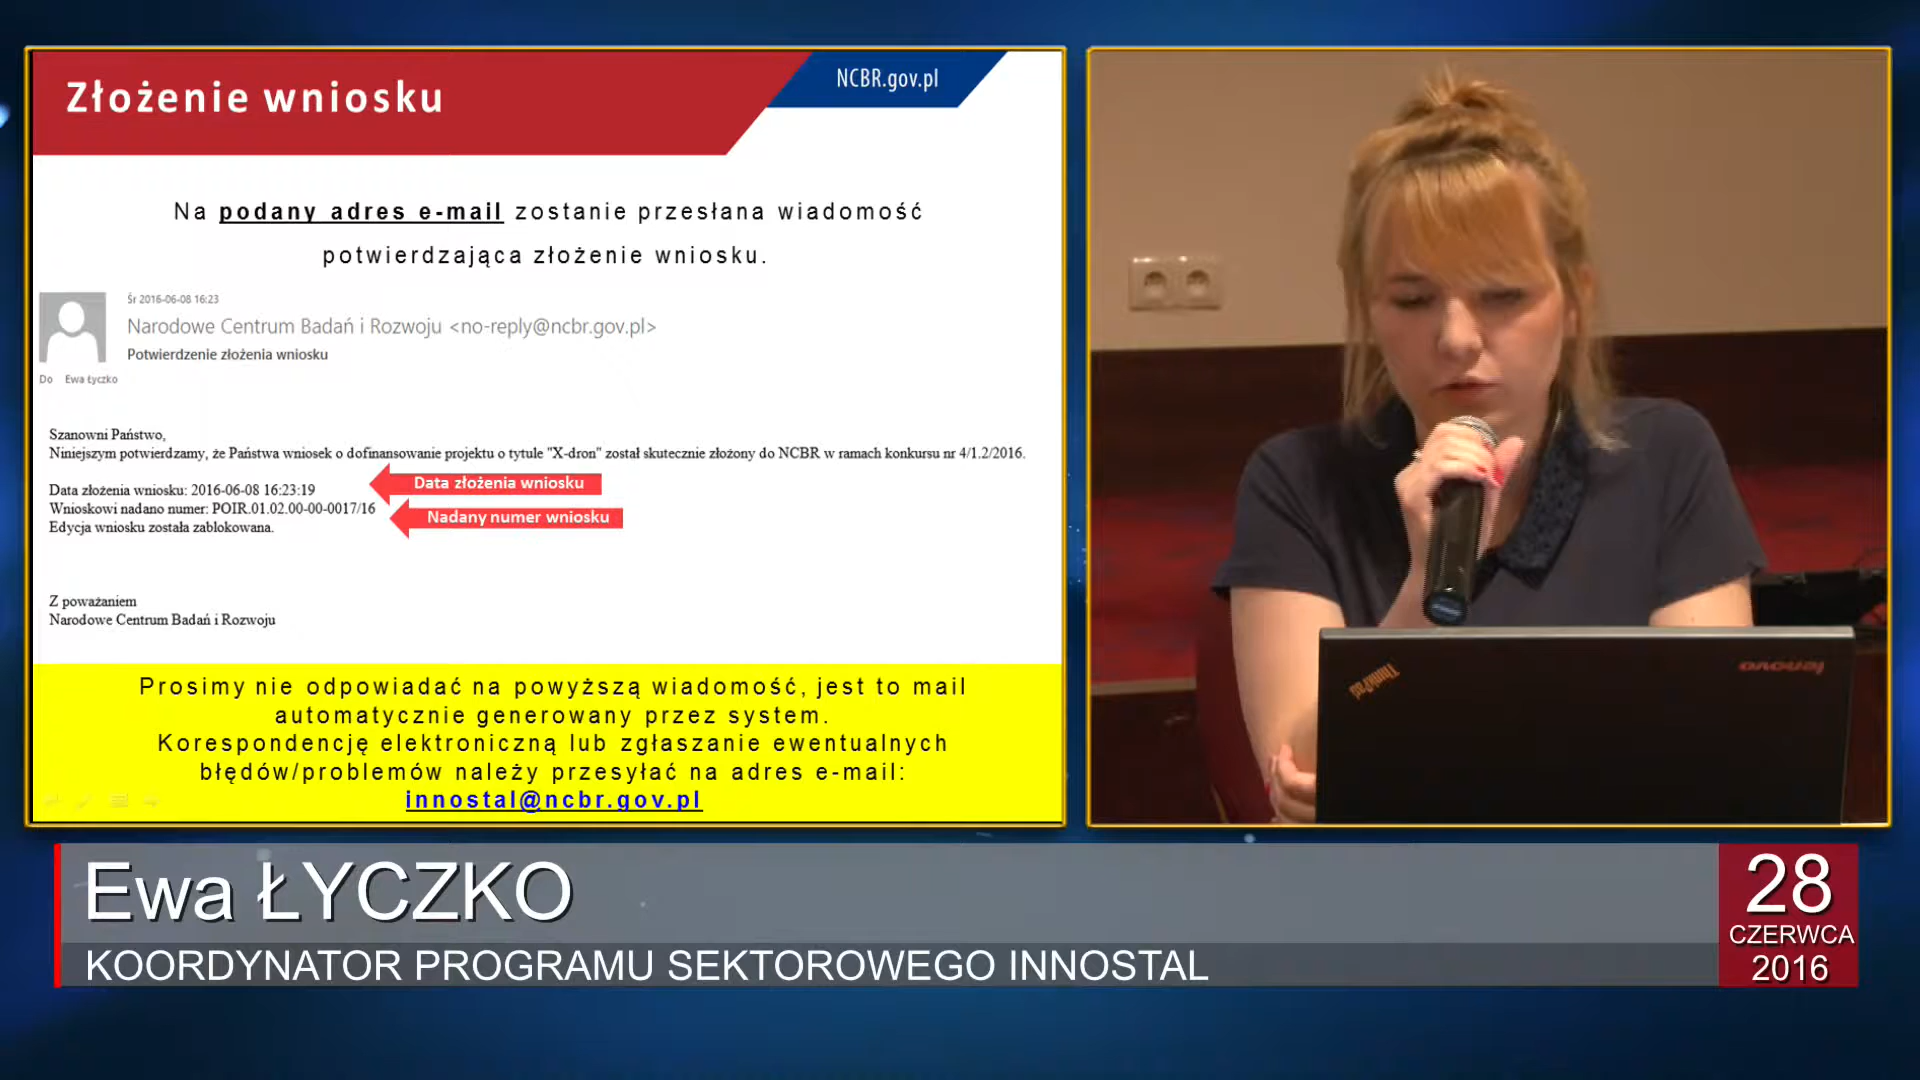 Złożenie wniosku
NCBR.gov.pl
Na podany adres e-mail zostanie przesłana wiadomość
potwierdzająca złożenie wniosku.
Śr 2016-06-08 16:23
Narodowe Centrum Badań i Rozwoju <no-reply@ncbr.gov.pl>
Potwierdzenie złożenia wniosku
Do Ewa Łyczko
Szanowni Państwo,
Niniejszym potwierdzamy, że Państwa wniosek o dofinansowanie projektu o tytule "X-dron" został skutecznie złożony do NCBR w ramach konkursu nr 4/1.2/2016.
Data złożenia wniosku: 2016-06-08 16:23:19
Data złożenia wniosku
Wnioskowi nadano numer: POIR.01.02.00-00-0017/16
Nadany numer wniosku
Edycja wniosku została zablokowana.
Z poważaniem
Narodowe Centrum Badań i Rozwoju
Prosimy nie odpowiadać na powyższą wiadomość, jest to mail
automatycznie generowany przez system.
Korespondencję elektroniczną lub zgłaszanie ewentualnych
błędów/problemów należy przesyłać na adres e-mail:
innostal@ncbr.gov.pl
ThinkPad
lenovo
Ewa ŁYCZKO
KOORDYNATOR PROGRAMU SEKTOROWEGO INNOSTAL
28
CZERWCA
2016